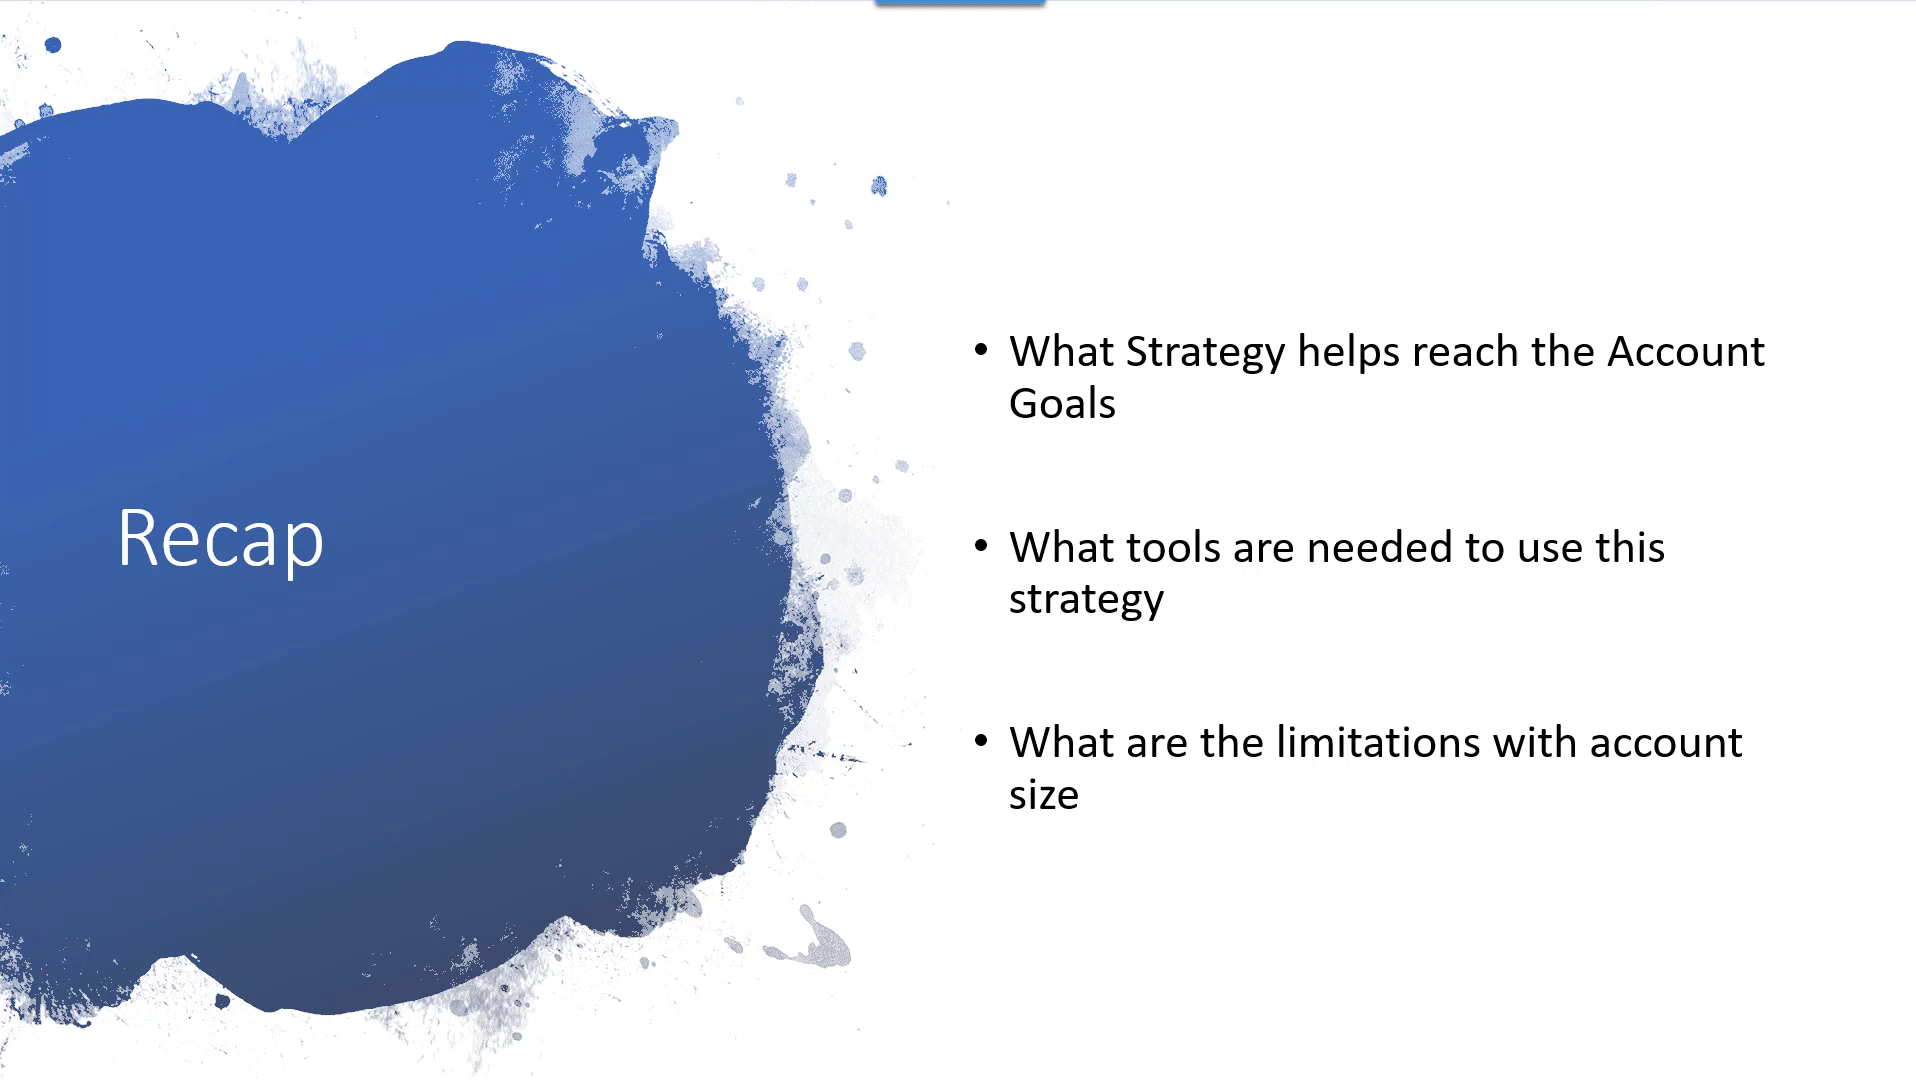 Recap
• What Strategy helps reach the Account
Goals
• What tools are needed to use this
strategy
• What are the limitations with account
size